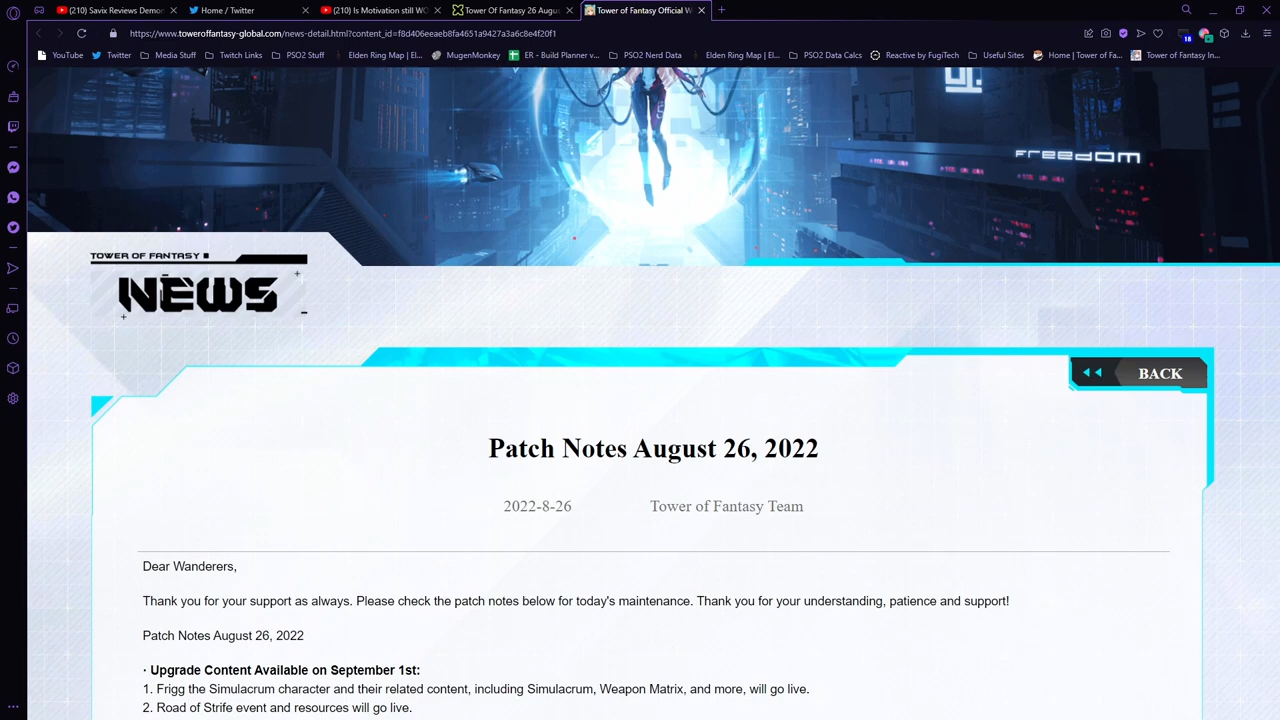 (210) Savix Reviews Demon
Home / Twitter
(210) Is Motivation still WO
Tower Of Fantasy 26 Augu
Tower of Fantasy Official W
https://www.toweroffantasy-global.com/news-detail.html?content_id=f8d406eeaeb8fa4651a9427a3a6c8e4f20f1
18
YouTube
Twitter
Media Stuff
Twitch Links
PSO2 Stuff
Elden Ring Map | El...
MugenMonkey
ER - Build Planner v...
PSO2 Nerd Data
Elden Ring Map | El...
PSO2 Data Calcs
Reactive by FugiTech
Useful Sites
Home | Tower of Fa...
Tower of Fantasy In...
FREEDOM
TOWER OF FANTASY
NEWS
BACK
Patch Notes August 26, 2022
2022-8-26 Tower of Fantasy Team
Dear Wanderers,
Thank you for your support as always. Please check the patch notes below for today's maintenance. Thank you for your understanding, patience and support!
Patch Notes August 26, 2022
· Upgrade Content Available on September 1st:
1. Frigg the Simulacrum character and their related content, including Simulacrum, Weapon Matrix, and more, will go live.
2. Road of Strife event and resources will go live.